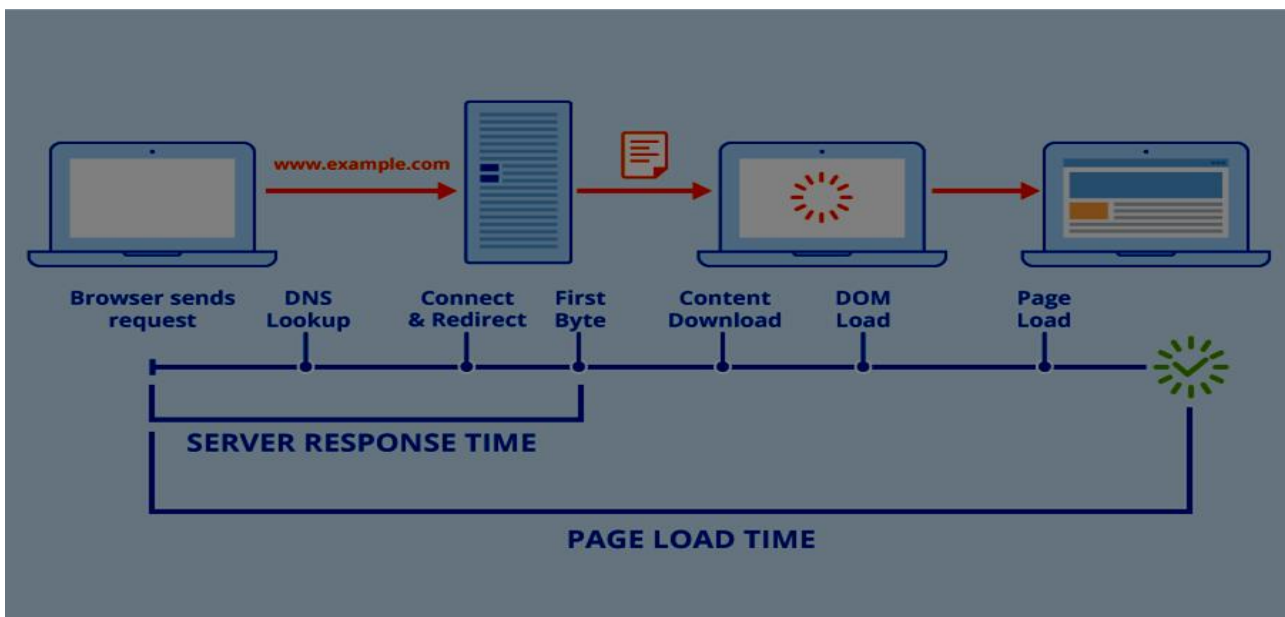 www.example.com
Browser sends
request
DNS
Lookup
Connect
& Redirect
First
Byte
Content
Download
DOM
Load
Page
Load
SERVER RESPONSE TIME
PAGE LOAD TIME